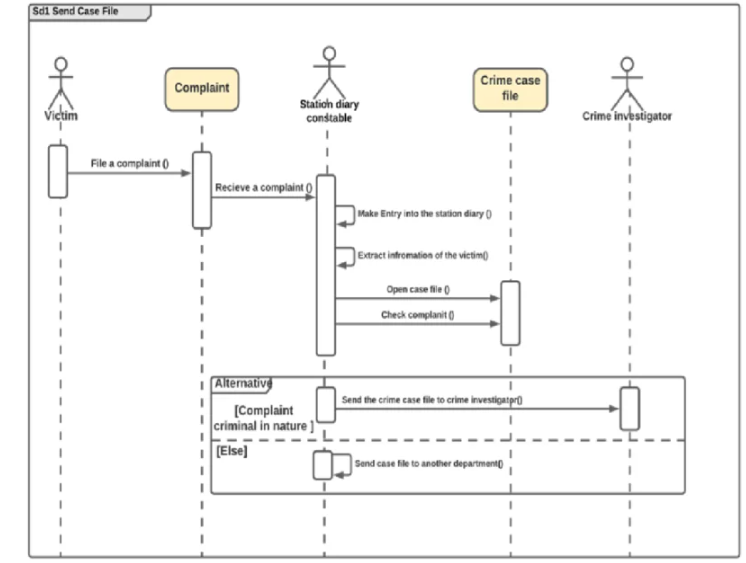 Sd1 Send Case File
Victim
Complaint
Station diary
constable
Crime case
file
Crime investigator
File a complaint ()
Recieve a complaint ()
Make Entry into the station diary ()
Extract infromation of the victim()
Open case file ()
Check complanit ()
Alternative
[Complaint
criminal in nature ]
Send the crime case file to crime investigator()
[Else]
Send case file to another department()